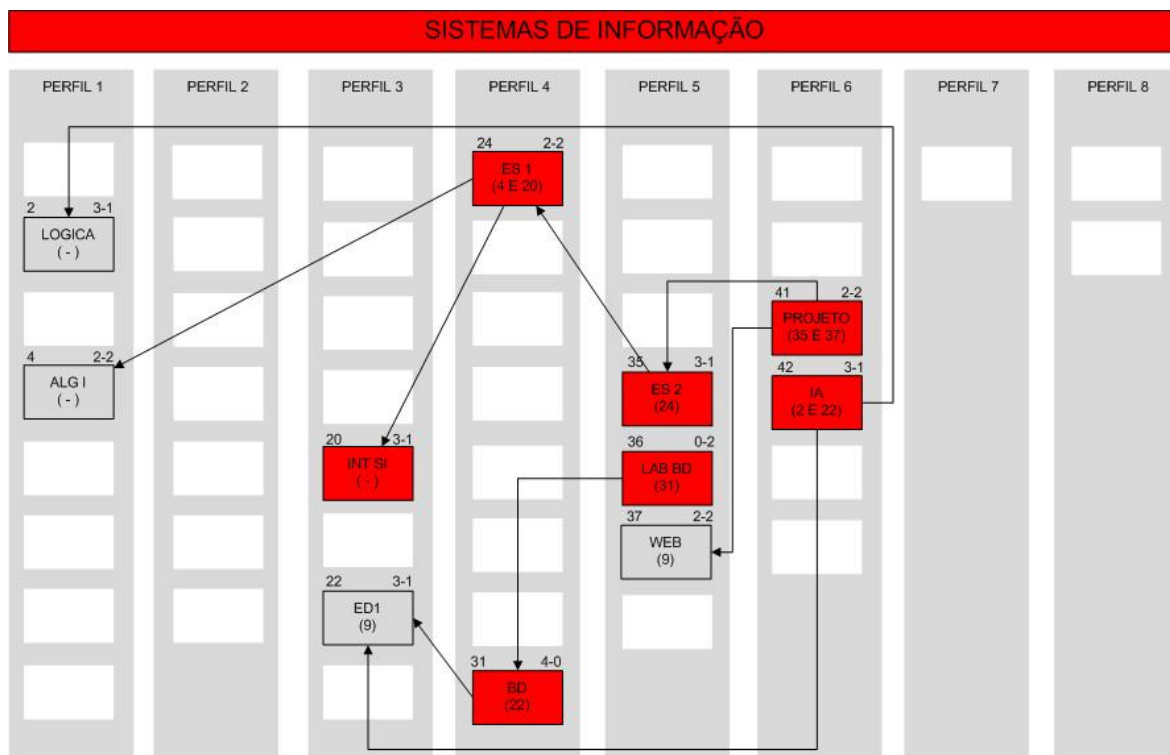 SISTEMAS DE INFORMAÇÃO
PERFIL 1
PERFIL 2
PERFIL 3
PERFIL 4
PERFIL 5
PERFIL 6
PERFIL 7
PERFIL 8
24 2-2
ES 1
(4 E 20)
2 3-1
LOGICA
( - )
41 2-2
PROJETO
(35 E 37)
4 2-2
ALG I
( - )
35 3-1
ES 2
(24)
42 3-1
IA
(2 E 22)
20 3-1
INT SI
( - )
36 0-2
LAB BD
(31)
37 2-2
WEB
(9)
22 3-1
ED1
(9)
31 4-0
BD
(22)